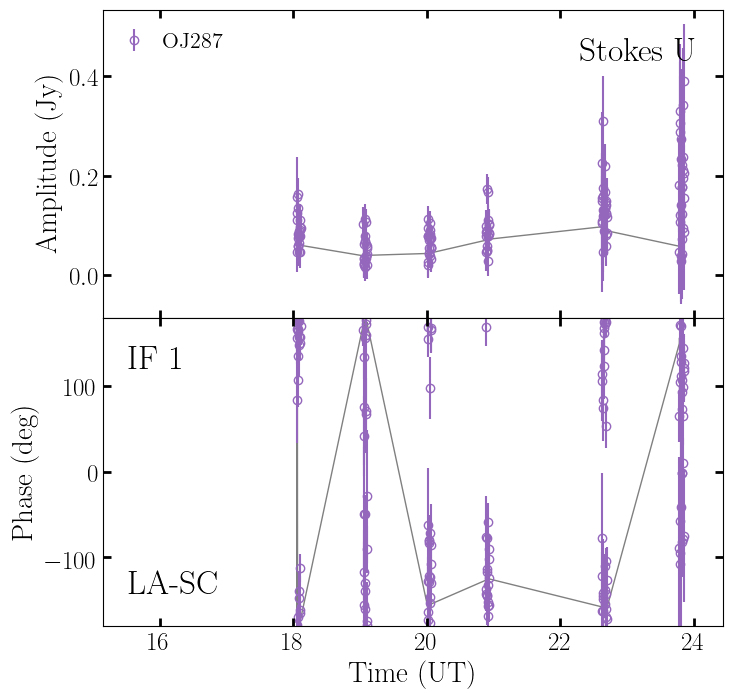 OJ287
Stokes U
Amplitude (Jy)
0.4
0.2
0.0
IF 1
Phase (deg)
100
0
−100
LA-SC
16 18 20 22 24
Time (UT)